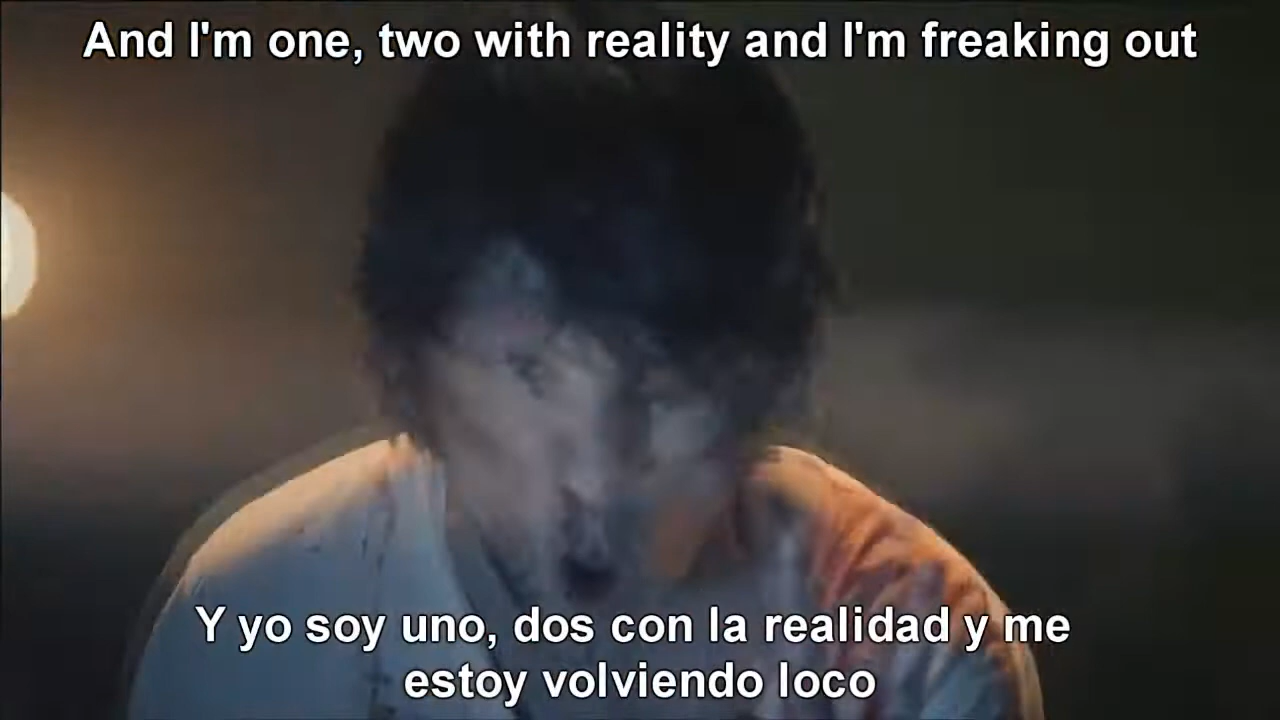 And I'm one, two with reality and I'm freaking out
Y yo soy uno, dos con la realidad y me
estoy volviendo loco